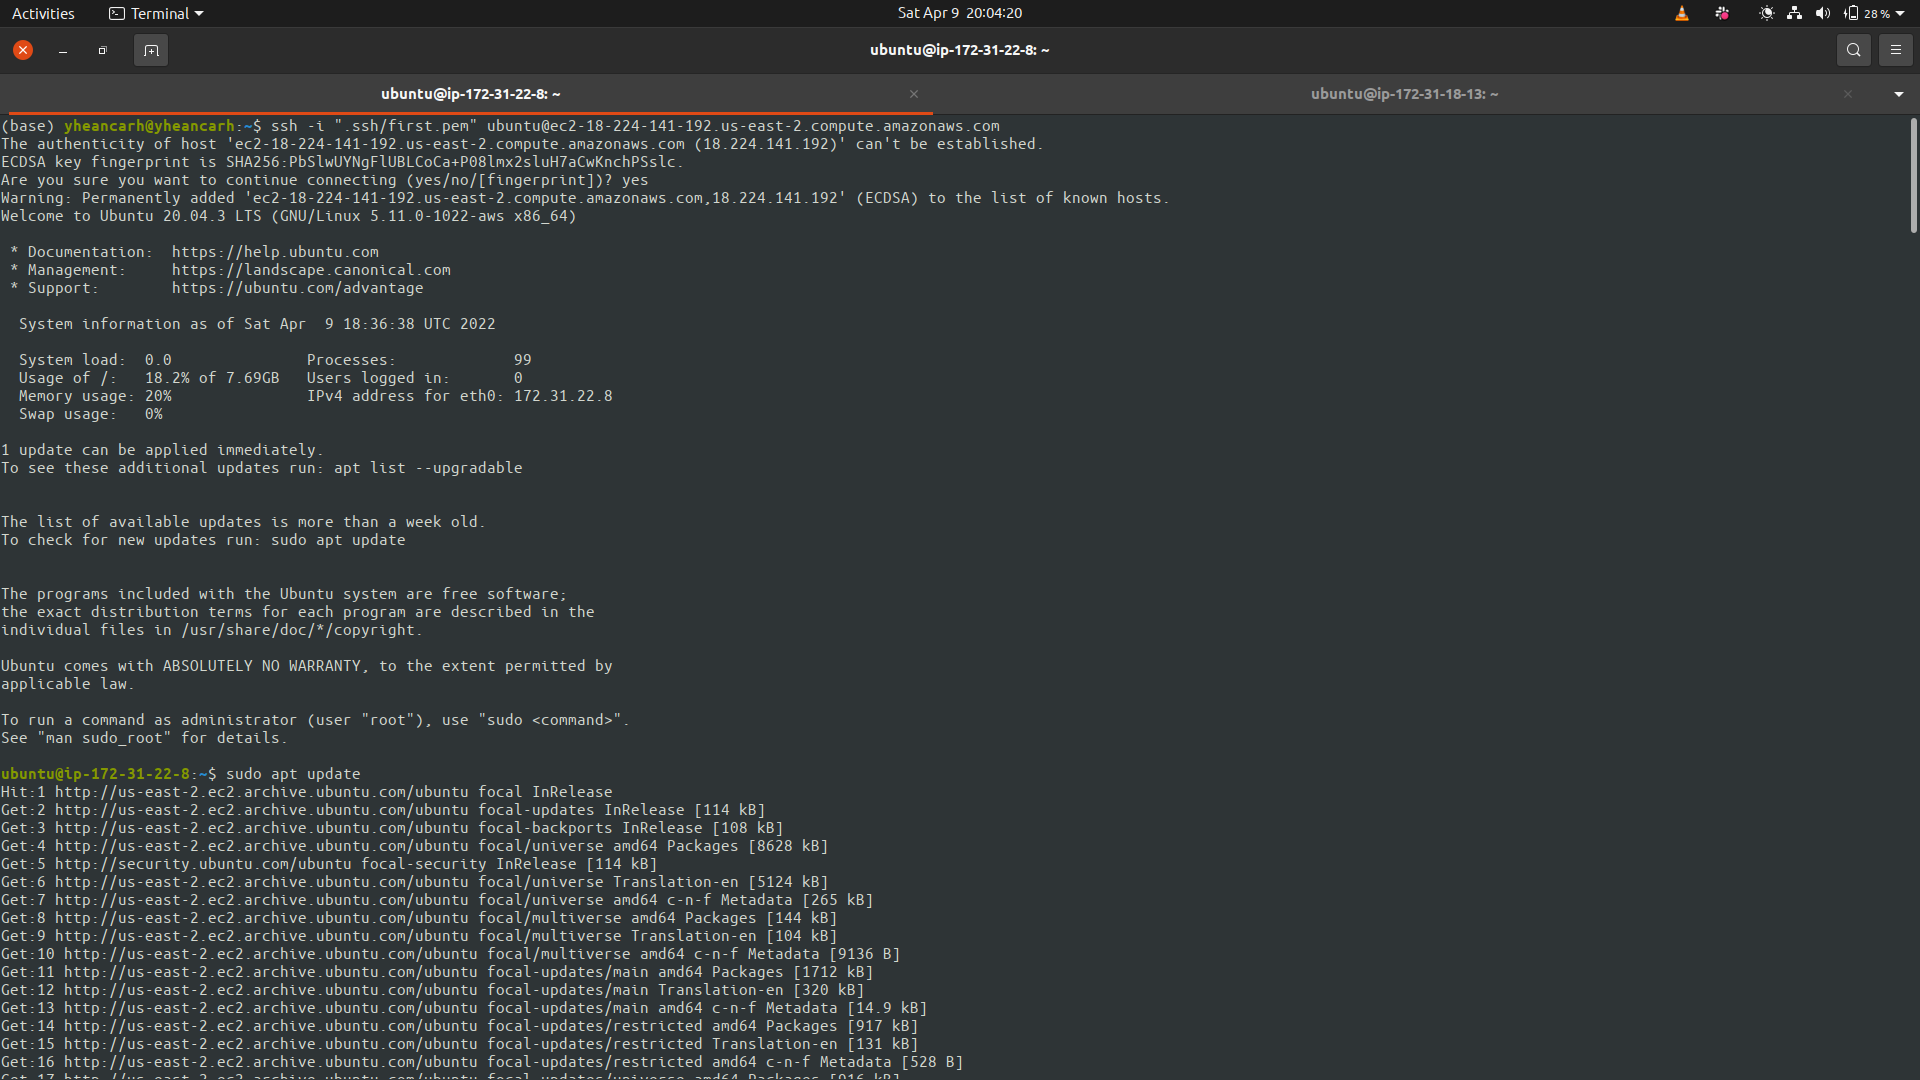 Activities Terminal Sat Apr 9 20:04:20 28 %
ubuntu@ip-172-31-22-8: ~
ubuntu@ip-172-31-22-8: ~ ubuntu@ip-172-31-18-13: ~
(base) yheancarh@yheancarh:~$ ssh -i ".ssh/first.pem" ubuntu@ec2-18-224-141-192.us-east-2.compute.amazonaws.com
The authenticity of host 'ec2-18-224-141-192.us-east-2.compute.amazonaws.com (18.224.141.192)' can't be established.
ECDSA key fingerprint is SHA256:PbSlwUYNgFlUBLCoCa+P08lmx2sluH7aCwKnchPSslc.
Are you sure you want to continue connecting (yes/no/[fingerprint])? yes
Warning: Permanently added 'ec2-18-224-141-192.us-east-2.compute.amazonaws.com,18.224.141.192' (ECDSA) to the list of known hosts.
Welcome to Ubuntu 20.04.3 LTS (GNU/Linux 5.11.0-1022-aws x86_64)
* Documentation:  https://help.ubuntu.com
* Management:     https://landscape.canonical.com
* Support:        https://ubuntu.com/advantage
System information as of Sat Apr  9 18:36:38 UTC 2022
System load:  0.0               Processes:             99
Usage of /:   18.2% of 7.69GB   Users logged in:       0
Memory usage: 20%               IPv4 address for eth0: 172.31.22.8
Swap usage:   0%
1 update can be applied immediately.
To see these additional updates run: apt list --upgradable
The list of available updates is more than a week old.
To check for new updates run: sudo apt update
The programs included with the Ubuntu system are free software;
the exact distribution terms for each program are described in the
individual files in /usr/share/doc/*/copyright.
Ubuntu comes with ABSOLUTELY NO WARRANTY, to the extent permitted by
applicable law.
To run a command as administrator (user "root"), use "sudo <command>".
See "man sudo_root" for details.
ubuntu@ip-172-31-22-8:~$ sudo apt update
Hit:1 http://us-east-2.ec2.archive.ubuntu.com/ubuntu focal InRelease
Get:2 http://us-east-2.ec2.archive.ubuntu.com/ubuntu focal-updates InRelease [114 kB]
Get:3 http://us-east-2.ec2.archive.ubuntu.com/ubuntu focal-backports InRelease [108 kB]
Get:4 http://us-east-2.ec2.archive.ubuntu.com/ubuntu focal/universe amd64 Packages [8628 kB]
Get:5 http://security.ubuntu.com/ubuntu focal-security InRelease [114 kB]
Get:6 http://us-east-2.ec2.archive.ubuntu.com/ubuntu focal/universe Translation-en [5124 kB]
Get:7 http://us-east-2.ec2.archive.ubuntu.com/ubuntu focal/universe amd64 c-n-f Metadata [265 kB]
Get:8 http://us-east-2.ec2.archive.ubuntu.com/ubuntu focal/multiverse amd64 Packages [144 kB]
Get:9 http://us-east-2.ec2.archive.ubuntu.com/ubuntu focal/multiverse Translation-en [104 kB]
Get:10 http://us-east-2.ec2.archive.ubuntu.com/ubuntu focal/multiverse amd64 c-n-f Metadata [9136 B]
Get:11 http://us-east-2.ec2.archive.ubuntu.com/ubuntu focal-updates/main amd64 Packages [1712 kB]
Get:12 http://us-east-2.ec2.archive.ubuntu.com/ubuntu focal-updates/main Translation-en [320 kB]
Get:13 http://us-east-2.ec2.archive.ubuntu.com/ubuntu focal-updates/main amd64 c-n-f Metadata [14.9 kB]
Get:14 http://us-east-2.ec2.archive.ubuntu.com/ubuntu focal-updates/restricted amd64 Packages [917 kB]
Get:15 http://us-east-2.ec2.archive.ubuntu.com/ubuntu focal-updates/restricted Translation-en [131 kB]
Get:16 http://us-east-2.ec2.archive.ubuntu.com/ubuntu focal-updates/restricted amd64 c-n-f Metadata [528 B]
Get:17 http://us-east-2.ec2.archive.ubuntu.com/ubuntu focal-updates/universe amd64 Packages [916 kB]